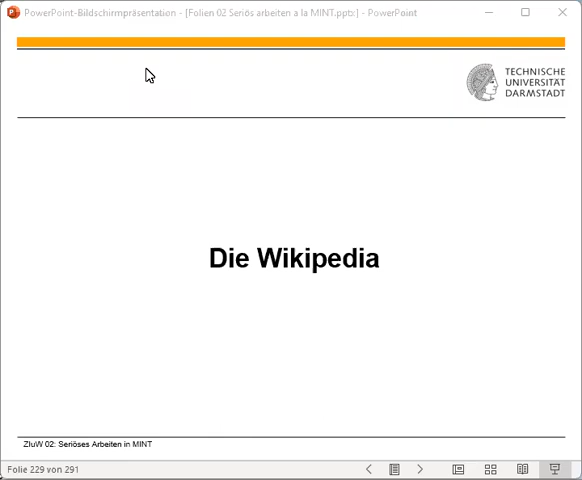 PowerPoint-Bildschirmpräsentation - [Folien 02 Seriös arbeiten a la MINT.pptx] - PowerPoint
TECHNISCHE
UNIVERSITÄT
DARMSTADT
Die Wikipedia
ZIuW 02: Seriöses Arbeiten in MINT
Folie 229 von 291